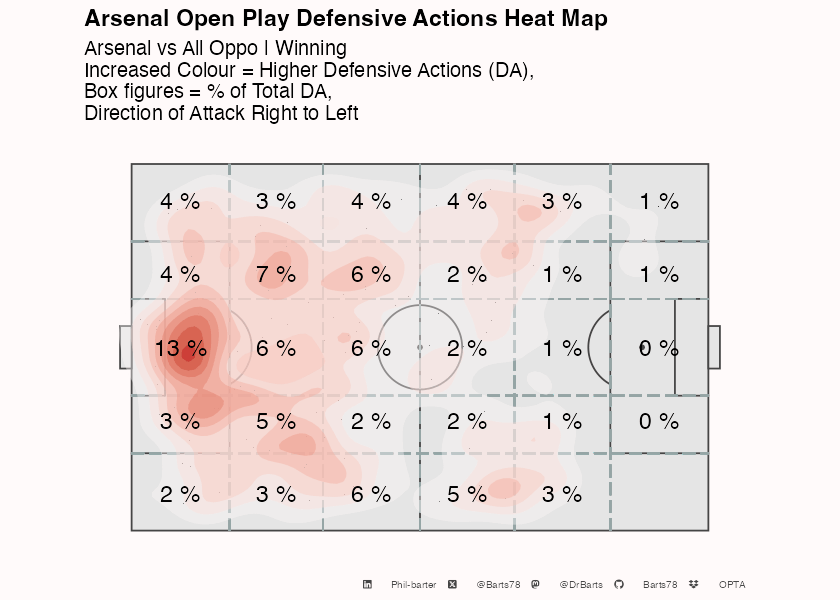 Arsenal Open Play Defensive Actions Heat Map
Arsenal vs All Oppo | Winning
Increased Colour = Higher Defensive Actions (DA),
Box figures = % of Total DA,
Direction of Attack Right to Left
4 % 3 % 4 % 4 % 3 % 1 %
4 % 7 % 6 % 2 % 1 % 1 %
13 % 6 % 6 % 2 % 1 % 0 %
3 % 5 % 2 % 2 % 1 % 0 %
2 % 3 % 6 % 5 % 3 %
Phil-barter @Barts78 @DrBarts Barts78 OPTA